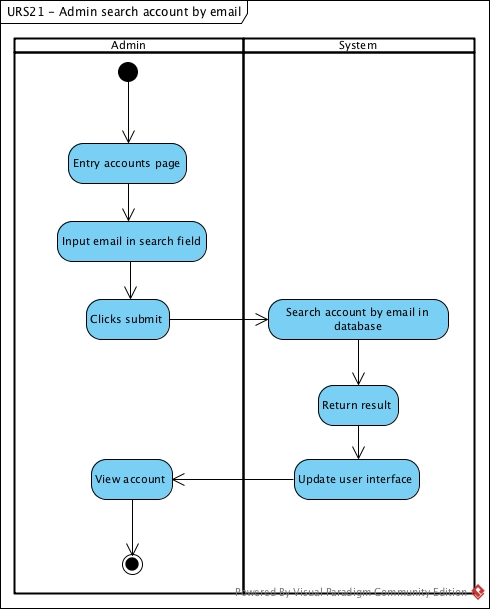 URS21 - Admin search account by email
Admin
System
Entry accounts page
Input email in search field
Clicks submit
Search account by email in
database
Return result
View account
Update user interface
Powered By Visual Paradigm Community Edition